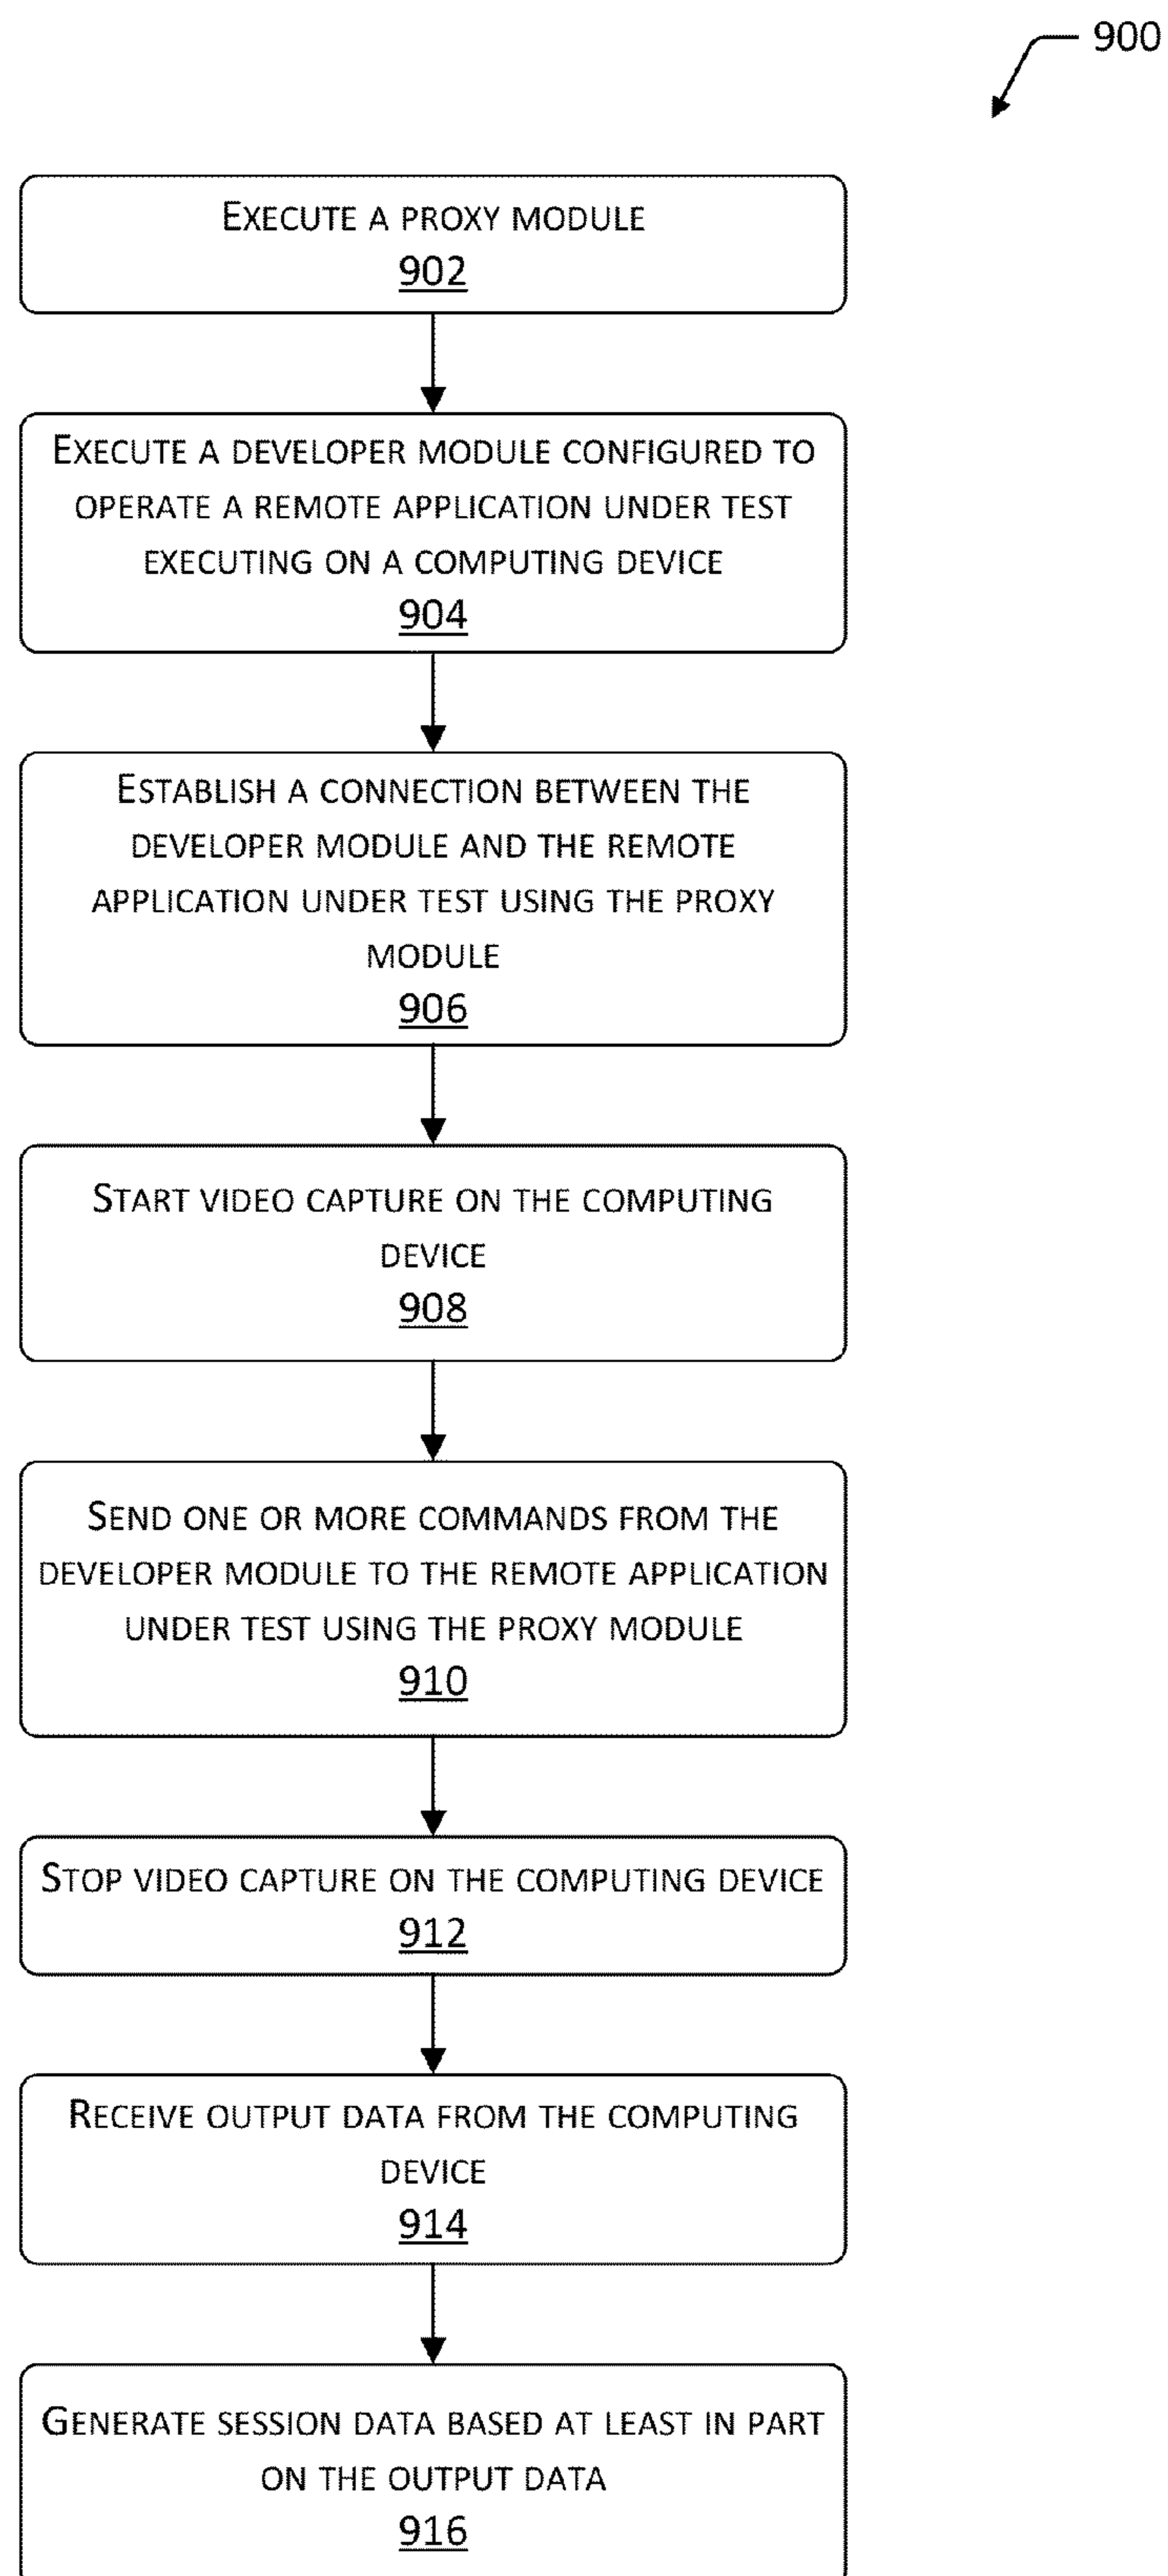 900
EXECUTE A PROXY MODULE
902
EXECUTE A DEVELOPER MODULE CONFIGURED TO
OPERATE A REMOTE APPLICATION UNDER TEST
EXECUTING ON A COMPUTING DEVICE
904
ESTABLISH A CONNECTION BETWEEN THE
DEVELOPER MODULE AND THE REMOTE
APPLICATION UNDER TEST USING THE PROXY
MODULE
906
START VIDEO CAPTURE ON THE COMPUTING
DEVICE
908
SEND ONE OR MORE COMMANDS FROM THE
DEVELOPER MODULE TO THE REMOTE APPLICATION
UNDER TEST USING THE PROXY MODULE
910
STOP VIDEO CAPTURE ON THE COMPUTING DEVICE
912
RECEIVE OUTPUT DATA FROM THE COMPUTING
DEVICE
914
GENERATE SESSION DATA BASED AT LEAST IN PART
ON THE OUTPUT DATA
916